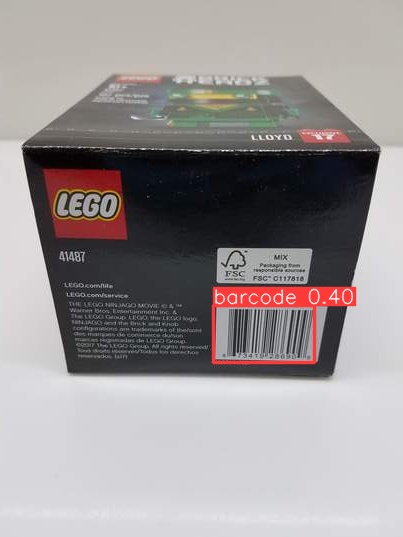 LEGO
LLOYD
LEGO
41487
MIX
Packaging from
responsible sources
FSC
FSC® C117818
LEGO.com/life
LEGO.com/service
barcode 0.40
THE LEGO NINJAGO MOVIE © & ™
Warner Bros. Entertainment Inc. &
The LEGO Group. LEGO, the LEGO logo,
NINJAGO and the Brick and Knob
configurations are trademarks of the/sont
des marques de commerce du/son
marcas registradas de LEGO Group.
©2017 The LEGO Group. All rights reserved/
Tous droits réservés/Todos los derechos
reservados.